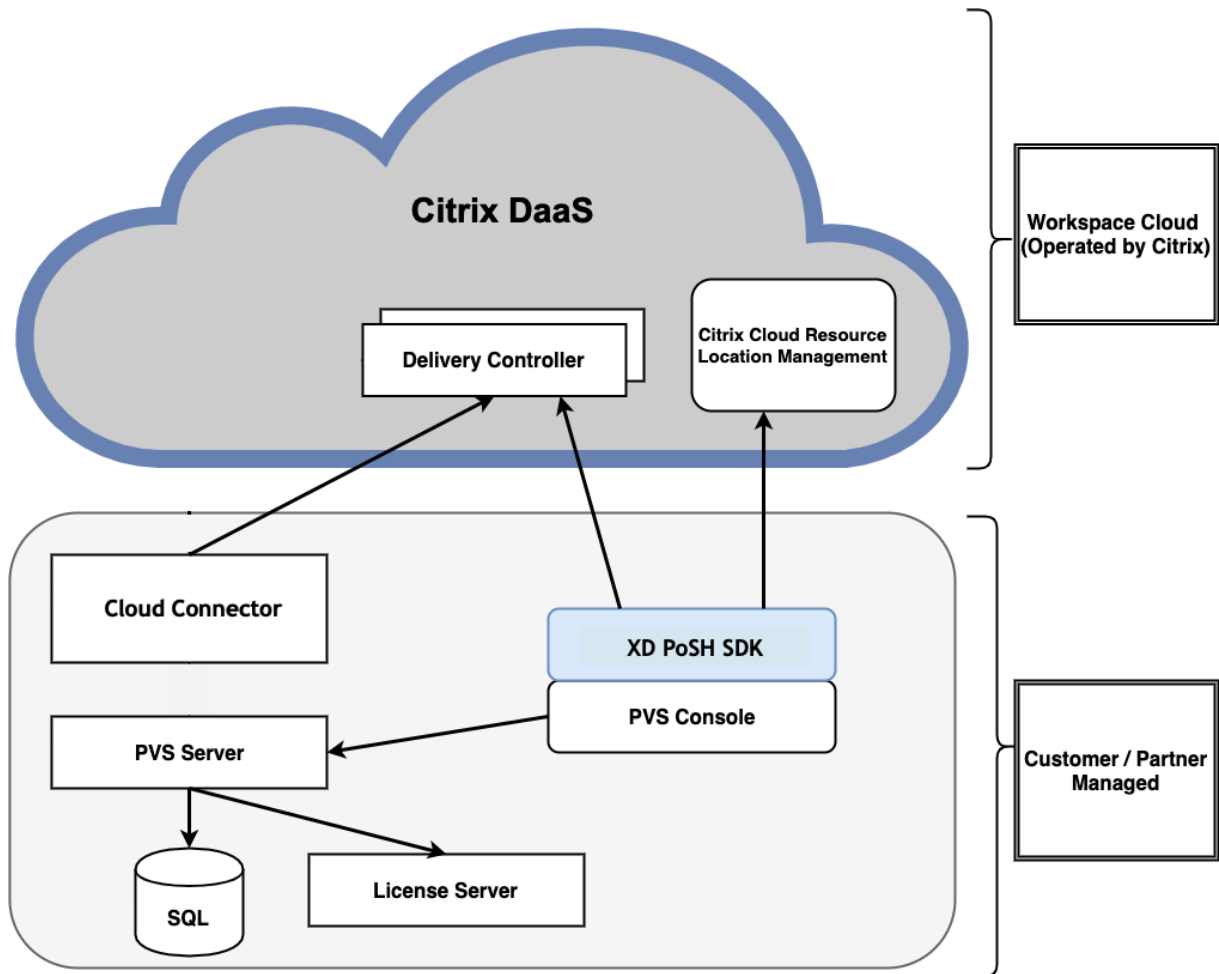 Citrix DaaS
Workspace Cloud
(Operated by Citrix)
Delivery Controller
Citrix Cloud Resource
Location Management
Cloud Connector
XD PoSH SDK
PVS Console
PVS Server
Customer / Partner
Managed
License Server
SQL